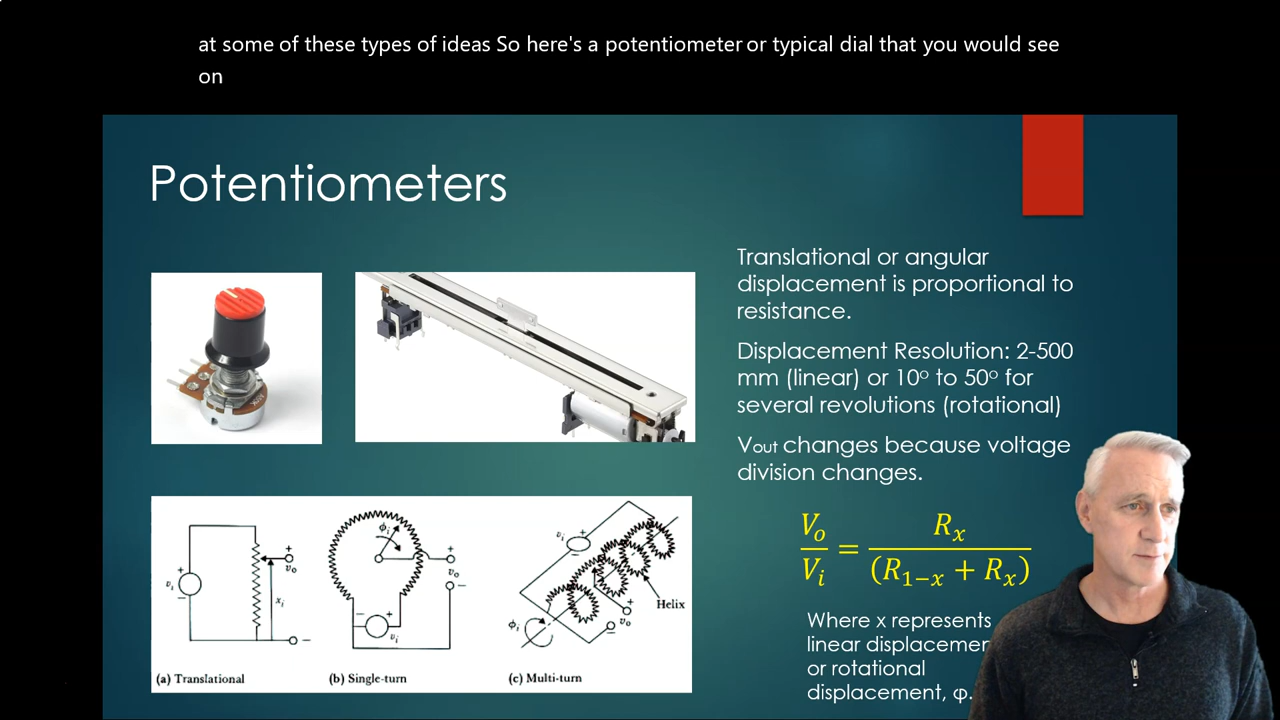 at some of these types of ideas So here's a potentiometer or typical dial that you would see
on
Potentiometers
Translational or angular
displacement is proportional to
resistance.
Displacement Resolution: 2-500
mm (linear) or 10° to 50° for
several revolutions (rotational)
Vout changes because voltage
division changes.
Vo/Vi = Rx/(R1−x + Rx)
Where x represents
linear
or rotational
displacement, φ.
vi + − + vo xi −
(a) Translational
ϕi + vo − − + vi
(b) Single-turn
vi + ϕi + vo − Helix
(c) Multi-turn